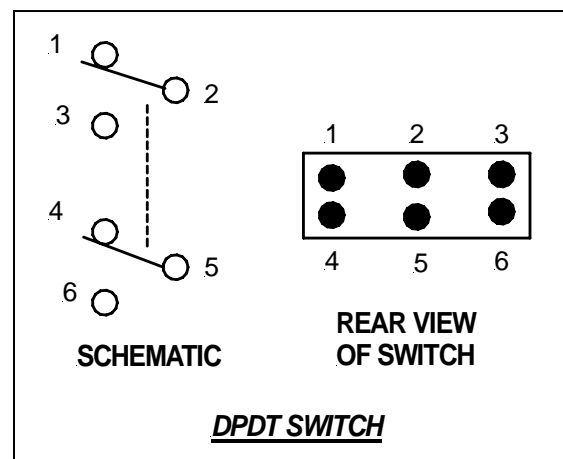 1
2
3
4
5
6
SCHEMATIC
1 2 3
4 5 6
REAR VIEW
OF SWITCH
DPDT SWITCH